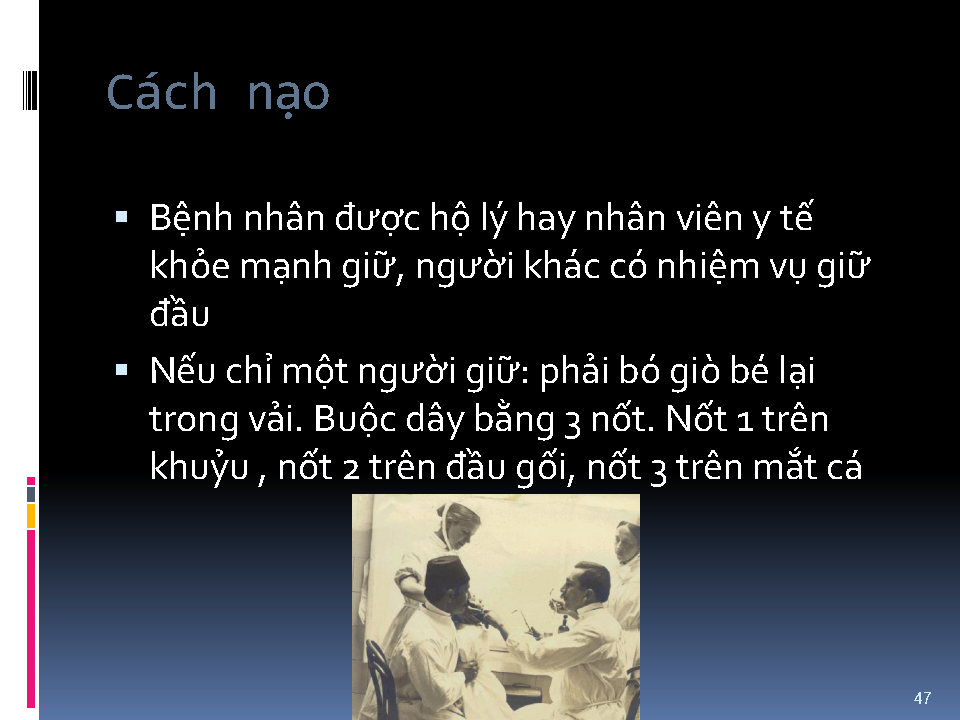 Cách nạo
▪ Bệnh nhân được hộ lý hay nhân viên y tế
khỏe mạnh giữ, người khác có nhiệm vụ giữ
đầu
▪ Nếu chỉ một người giữ: phải bó giò bé lại
trong vải. Buộc dây bằng 3 nốt. Nốt 1 trên
khuỷu , nốt 2 trên đầu gối, nốt 3 trên mắt cá
47